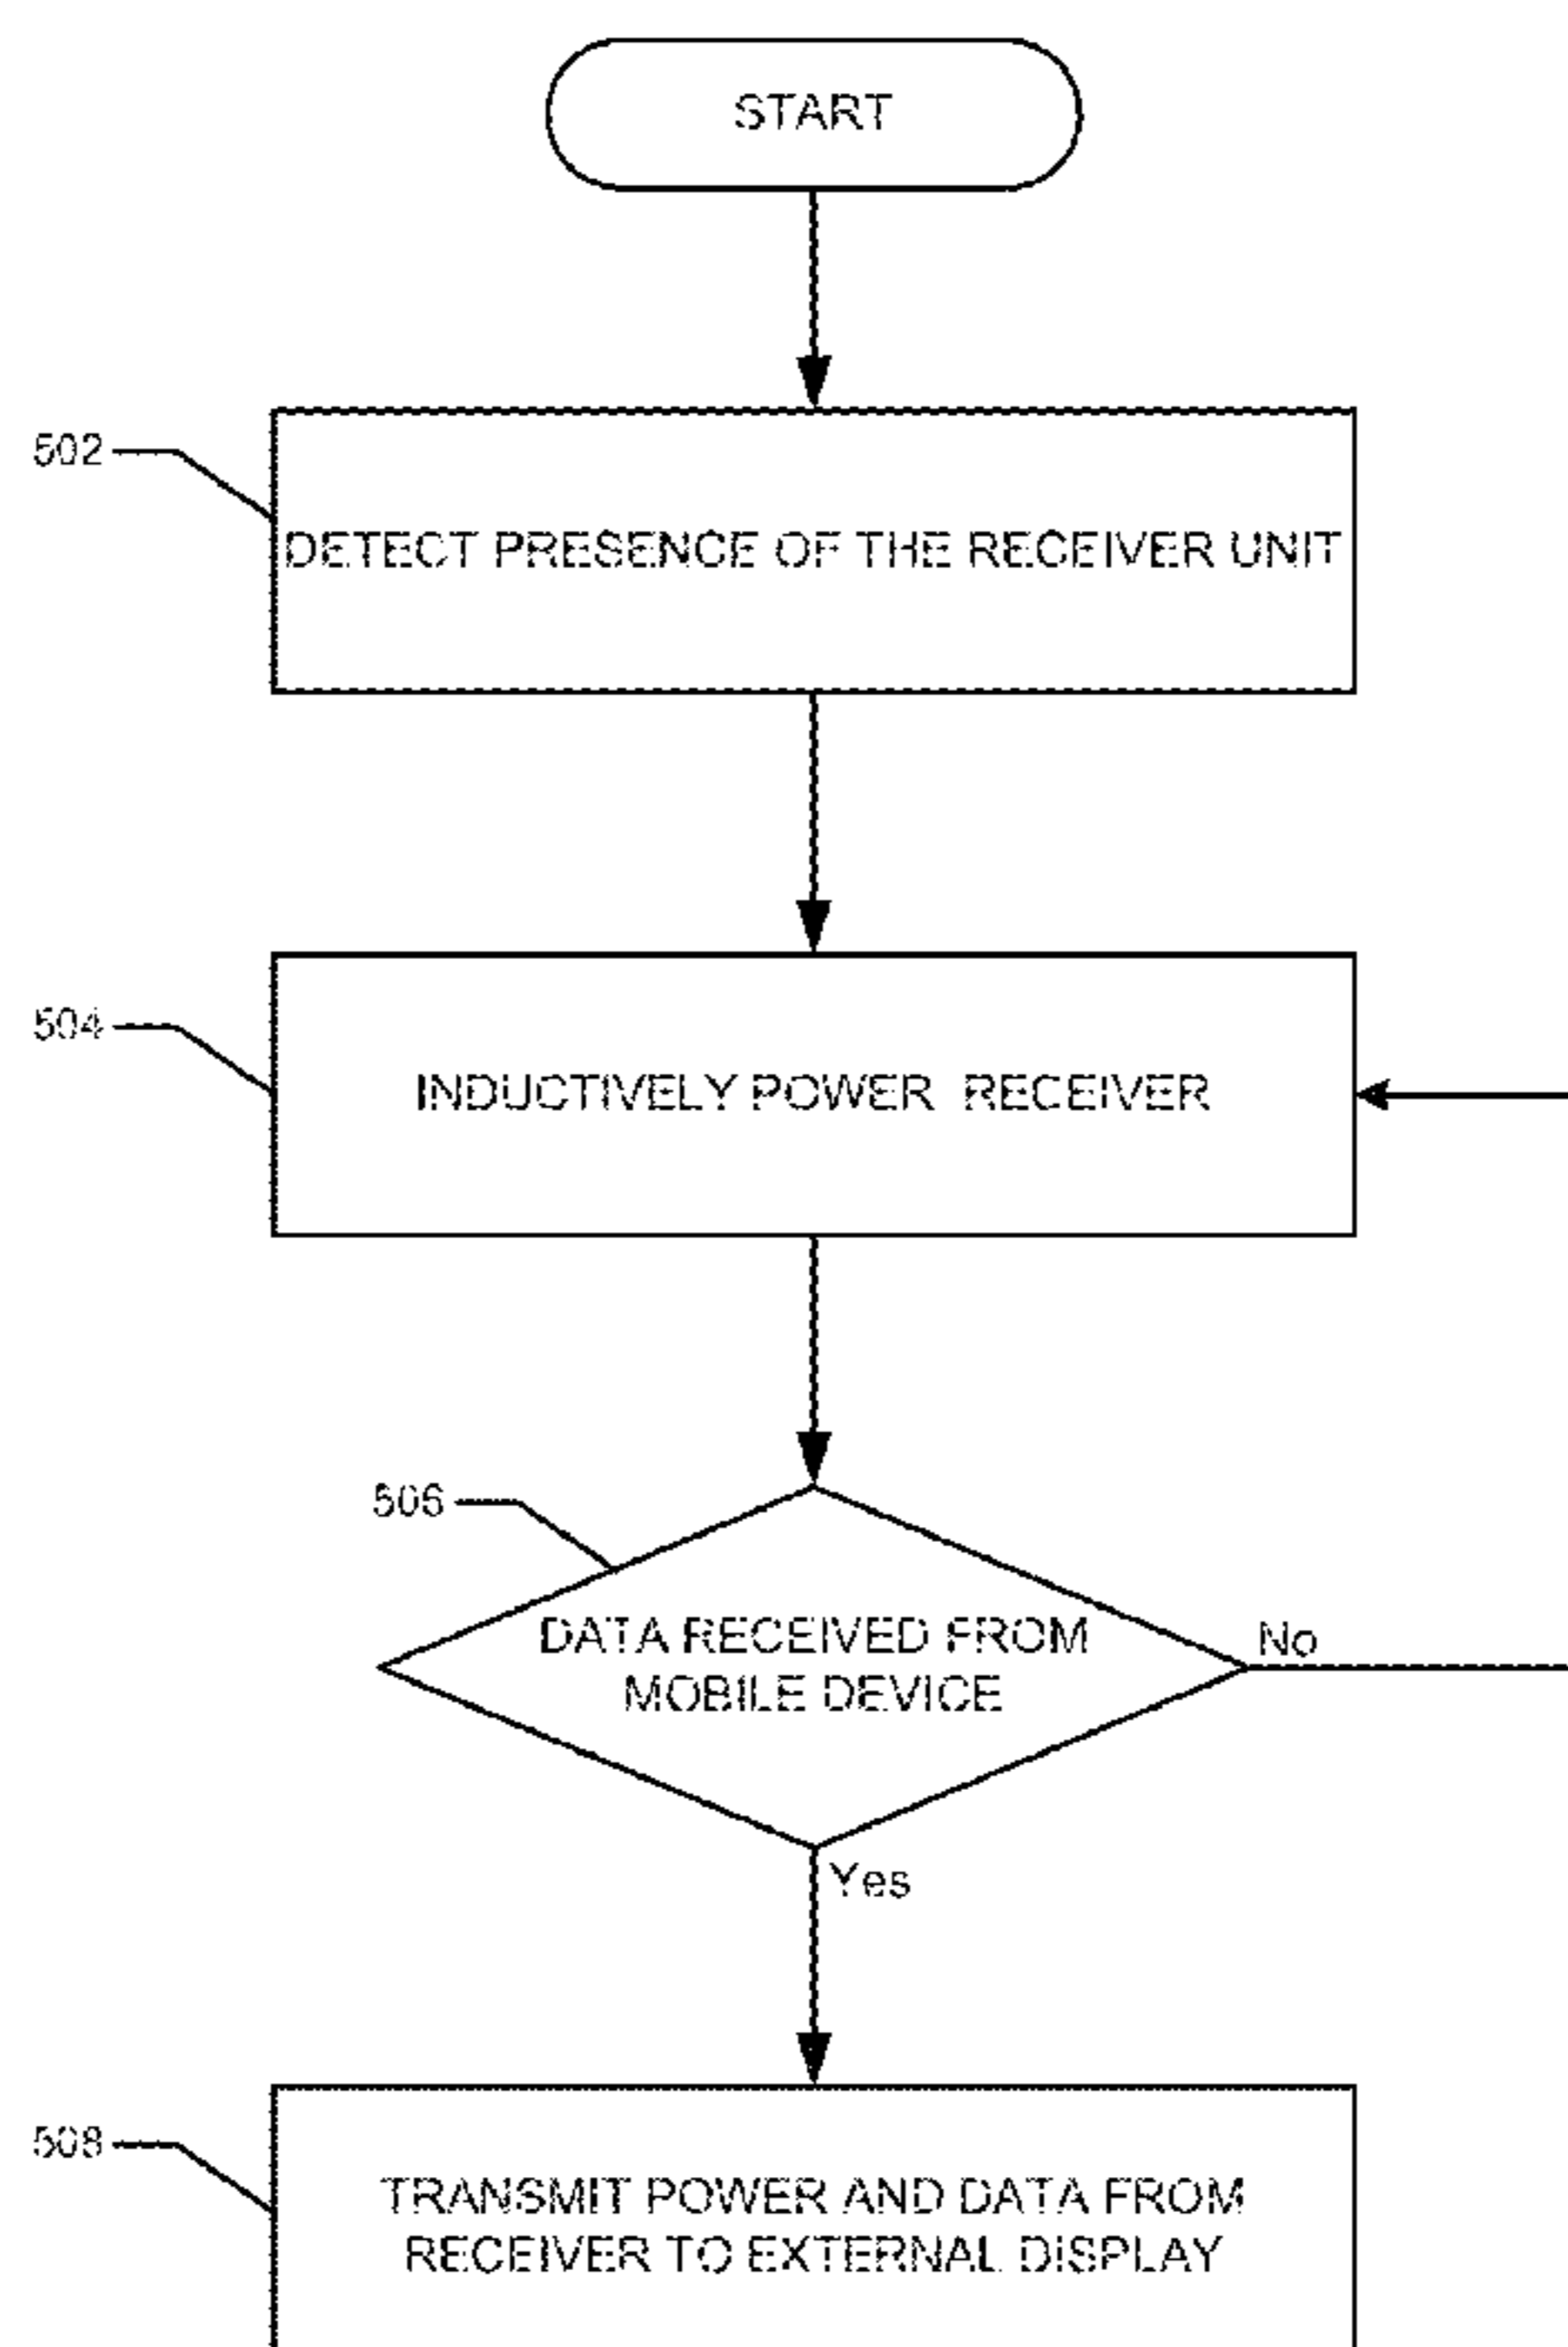 START
502
DETECT PRESENCE OF THE RECEIVER UNIT
504
INDUCTIVELY POWER RECEIVER
506
DATA RECEIVED FROM
MOBILE DEVICE
No
Yes
508
TRANSMIT POWER AND DATA FROM
RECEIVER TO EXTERNAL DISPLAY